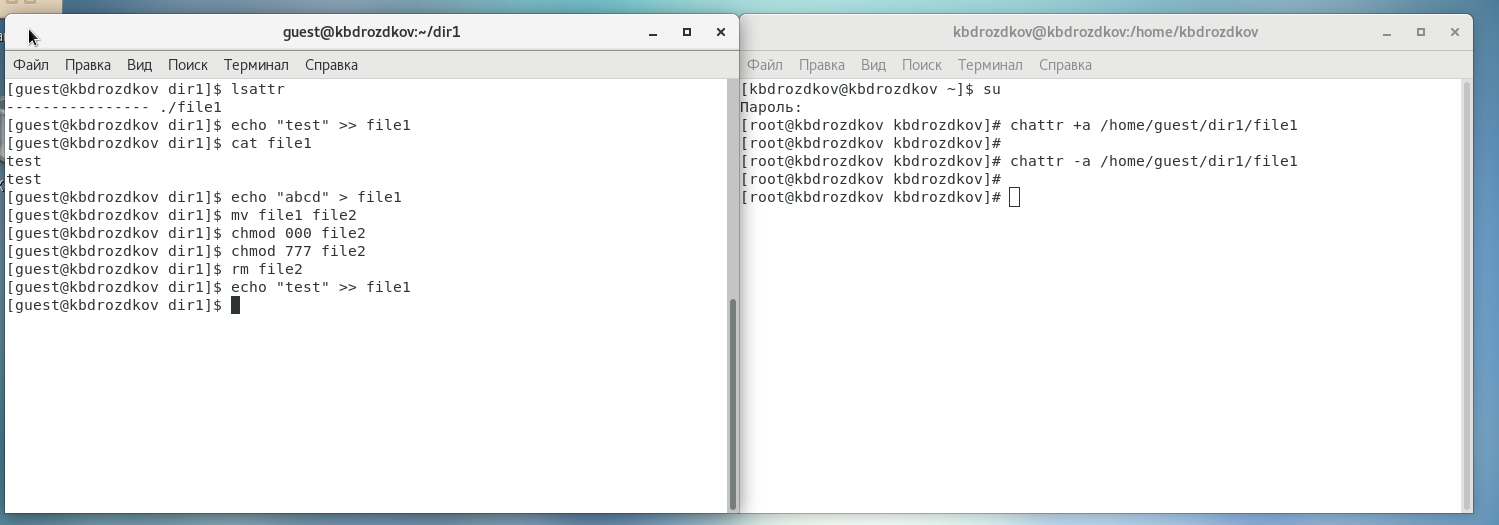 guest@kbdrozdkov:~/dir1
Файл Правка Вид Поиск Терминал Справка
[guest@kbdrozdkov dir1]$ lsattr
---------------- ./file1
[guest@kbdrozdkov dir1]$ echo "test" >> file1
[guest@kbdrozdkov dir1]$ cat file1
test
test
[guest@kbdrozdkov dir1]$ echo "abcd" > file1
[guest@kbdrozdkov dir1]$ mv file1 file2
[guest@kbdrozdkov dir1]$ chmod 000 file2
[guest@kbdrozdkov dir1]$ chmod 777 file2
[guest@kbdrozdkov dir1]$ rm file2
[guest@kbdrozdkov dir1]$ echo "test" >> file1
[guest@kbdrozdkov dir1]$
kbdrozdkov@kbdrozdkov:/home/kbdrozdkov
Файл Правка Вид Поиск Терминал Справка
[kbdrozdkov@kbdrozdkov ~]$ su
Пароль:
[root@kbdrozdkov kbdrozdkov]# chattr +a /home/guest/dir1/file1
[root@kbdrozdkov kbdrozdkov]#
[root@kbdrozdkov kbdrozdkov]# chattr -a /home/guest/dir1/file1
[root@kbdrozdkov kbdrozdkov]#
[root@kbdrozdkov kbdrozdkov]#